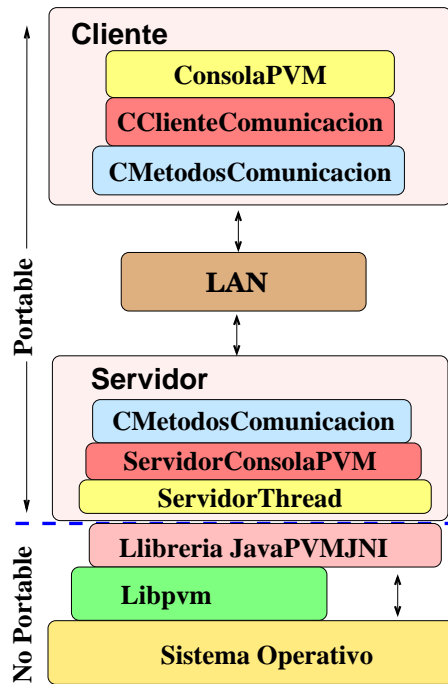 Cliente
ConsolaPVM
CClienteComunicacion
CMetodosComunicacion
Portable
LAN
Servidor
CMetodosComunicacion
ServidorConsolaPVM
ServidorThread
No Portable
Llibreria JavaPVMJNI
Libpvm
Sistema Operativo